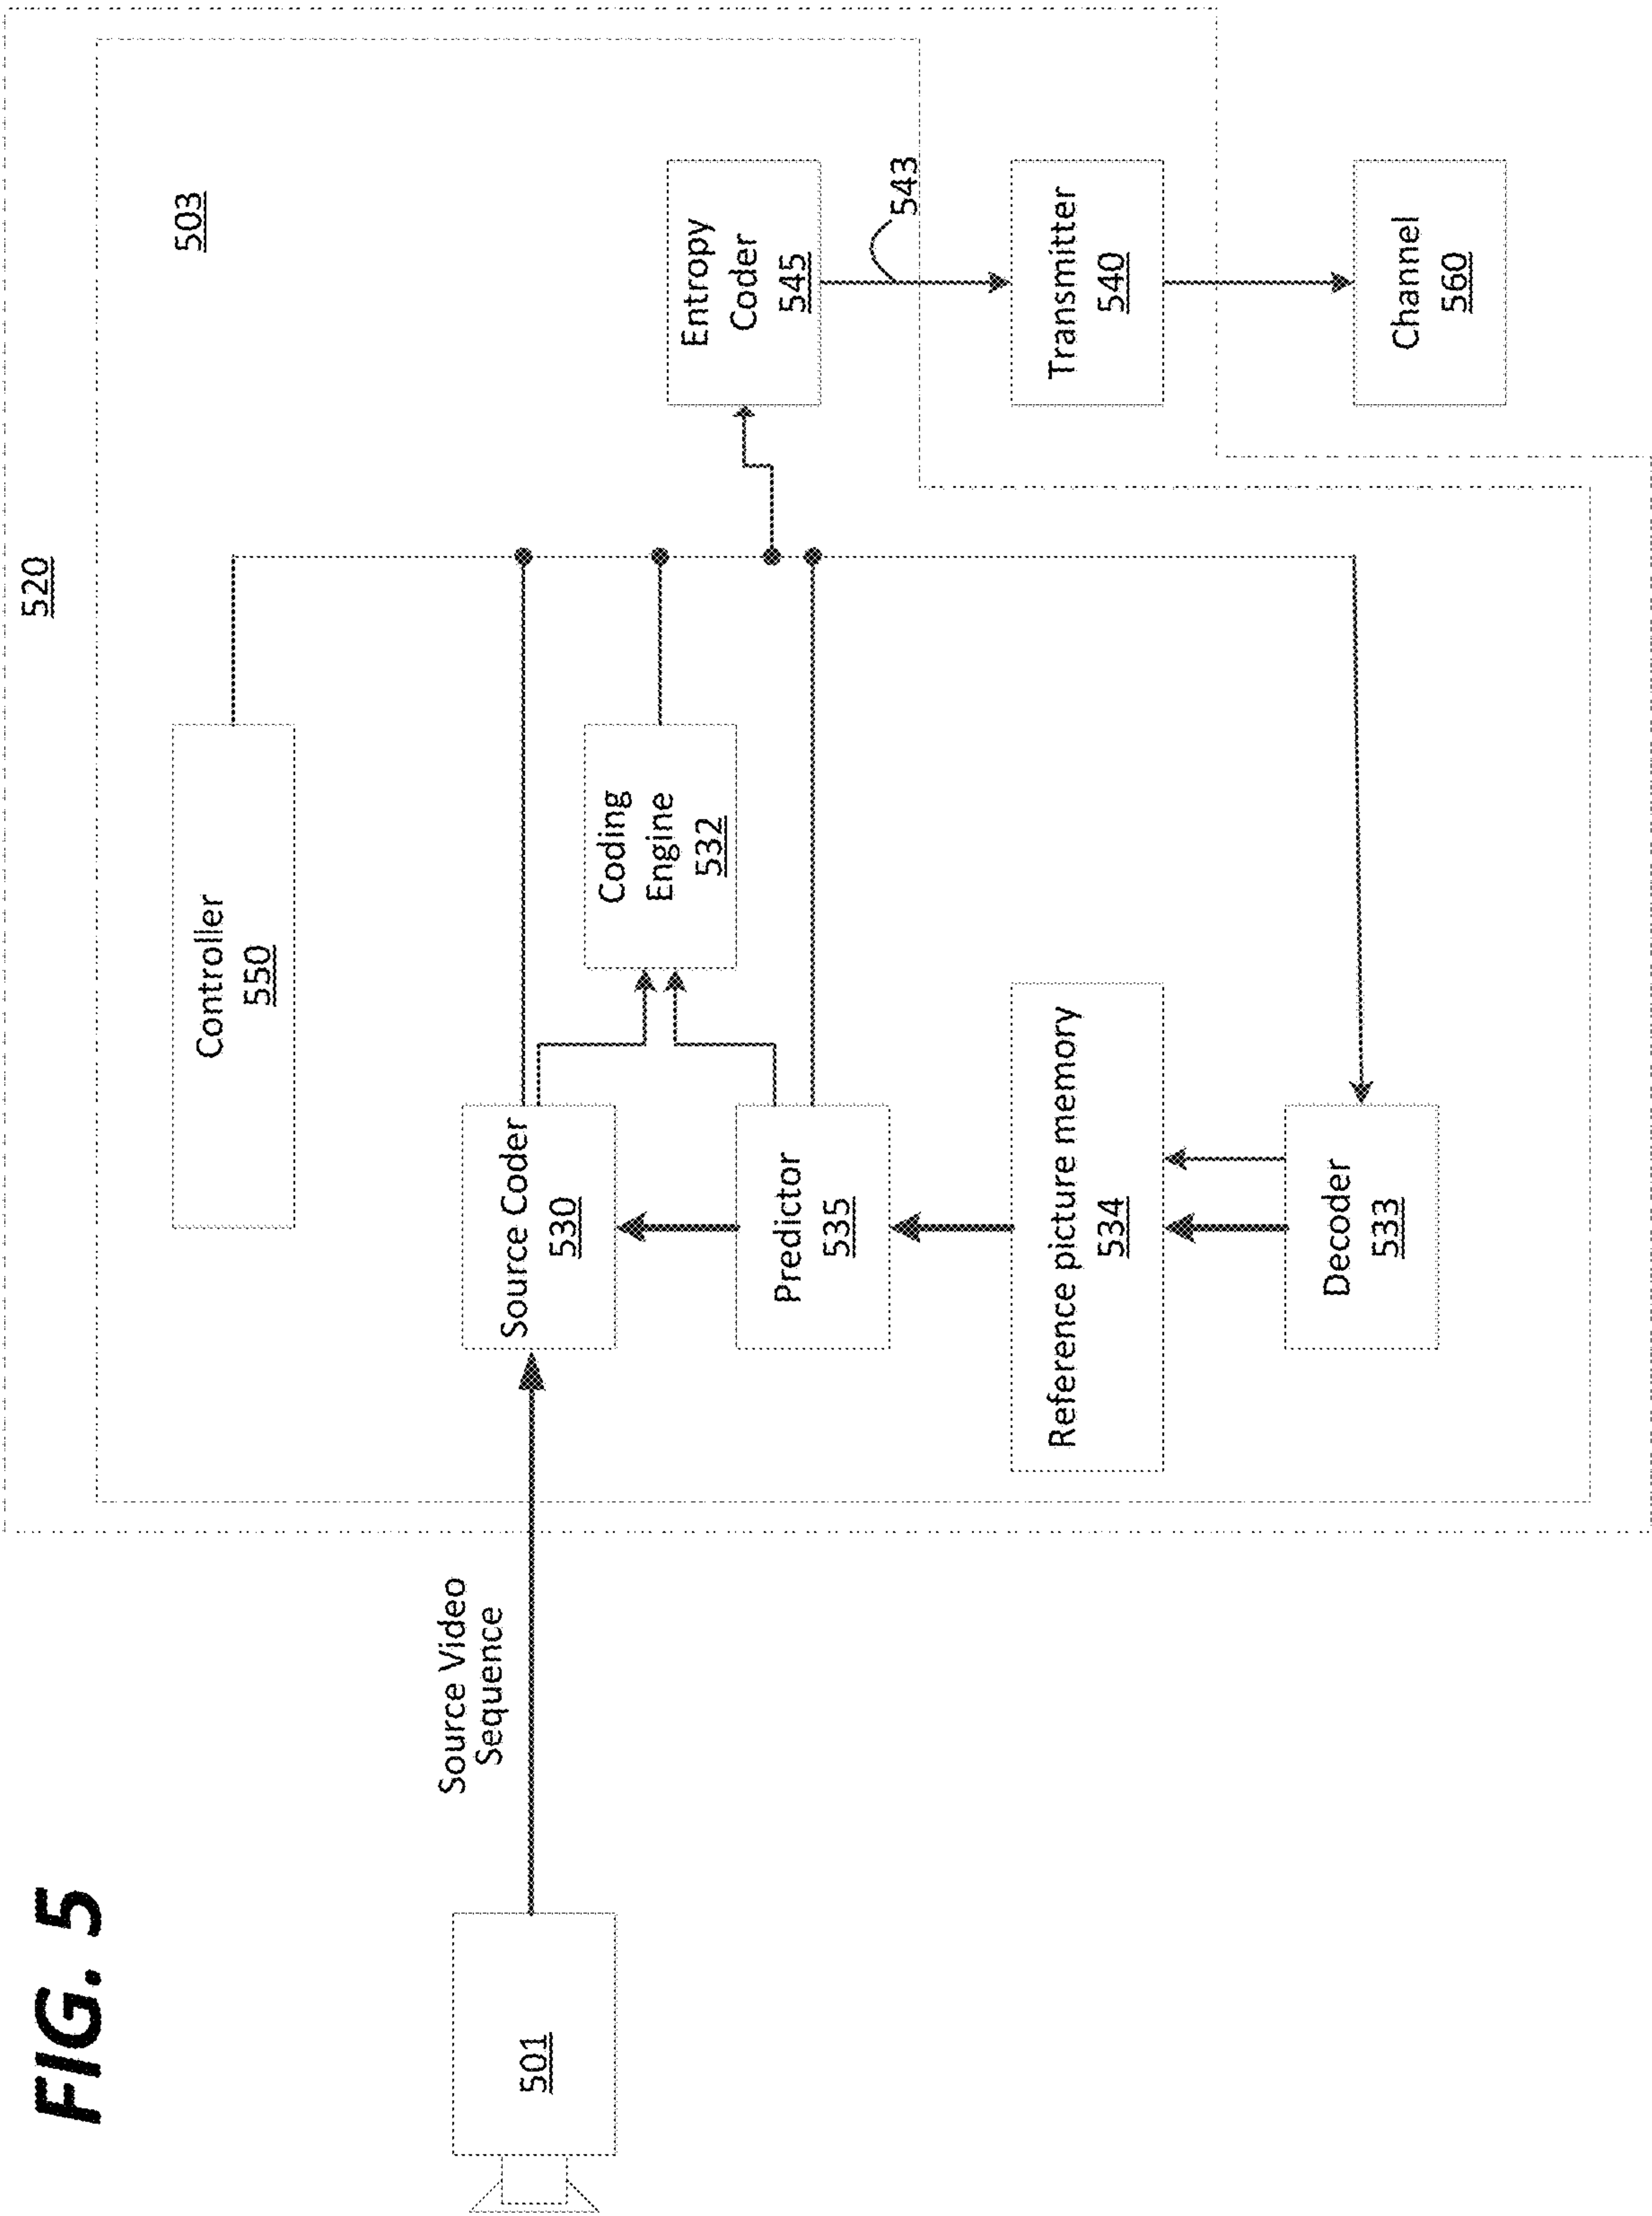 FIG. 5
520
503
Controller
550
Source Video
Sequence
501
Source Coder
530
Coding
Engine
532
Entropy
Coder
545
543
Predictor
535
Reference picture memory
534
Transmitter
540
Decoder
533
Channel
560